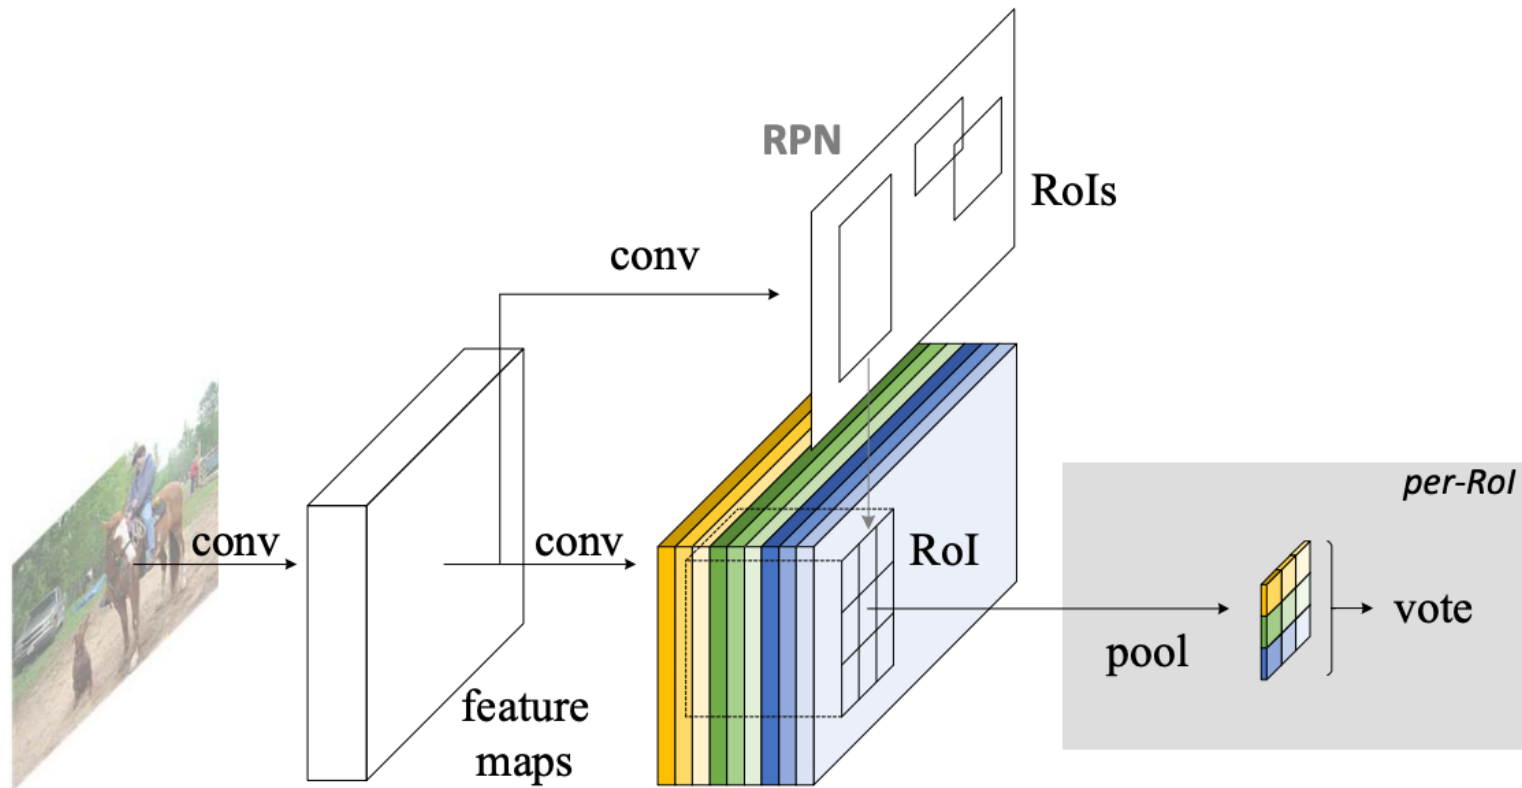 RPN
RoIs
conv
conv
conv
RoI
per-RoI
pool
vote
feature
maps